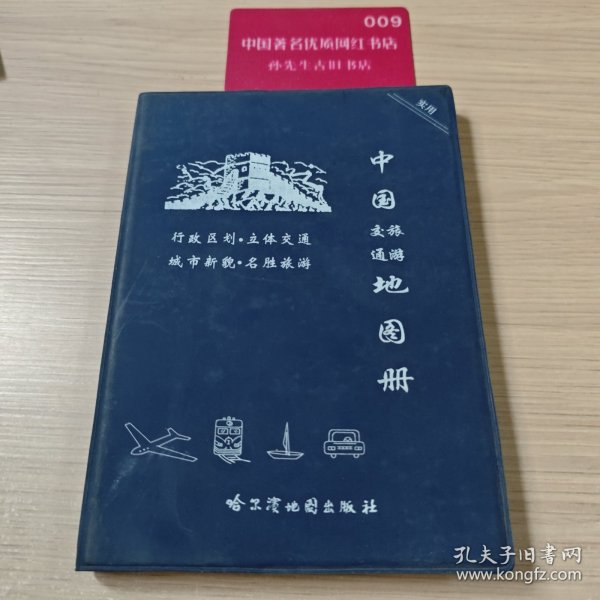 009
中国著名优质网红书店
孙先生古旧书店
实用
中国
交通
旅游
地图册
行政区划·立体交通
城市新貌·名胜旅游
哈尔滨地图出版社
孔夫子旧书网
www.kongfz.com